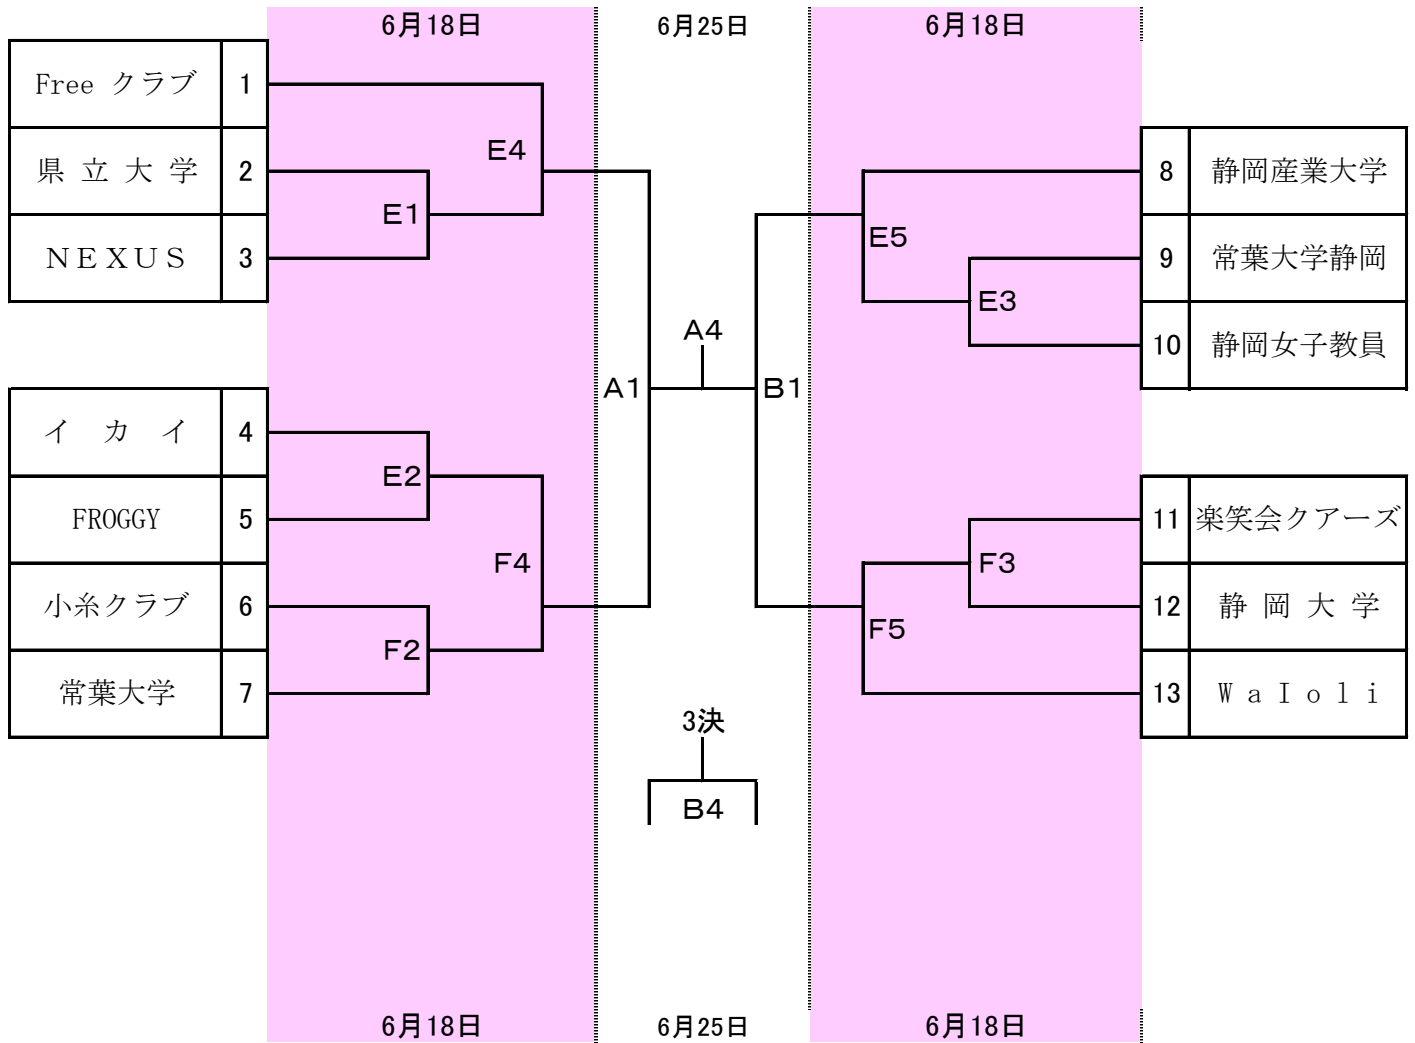 6月18日
6月25日
6月18日
Free クラブ 1
県 立 大 学 2
ＮＥＸＵＳ 3
E4
E1
8 静岡産業大学
9 常葉大学静岡
10 静岡女子教員
E5
E3
A4
A1
B1
イ カ イ 4
FROGGY 5
小糸クラブ 6
常葉大学 7
E2
F4
F2
11 楽笑会クアーズ
12 静 岡 大 学
13 ＷａＩｏｌｉ
F3
F5
3決
B4
6月18日
6月25日
6月18日